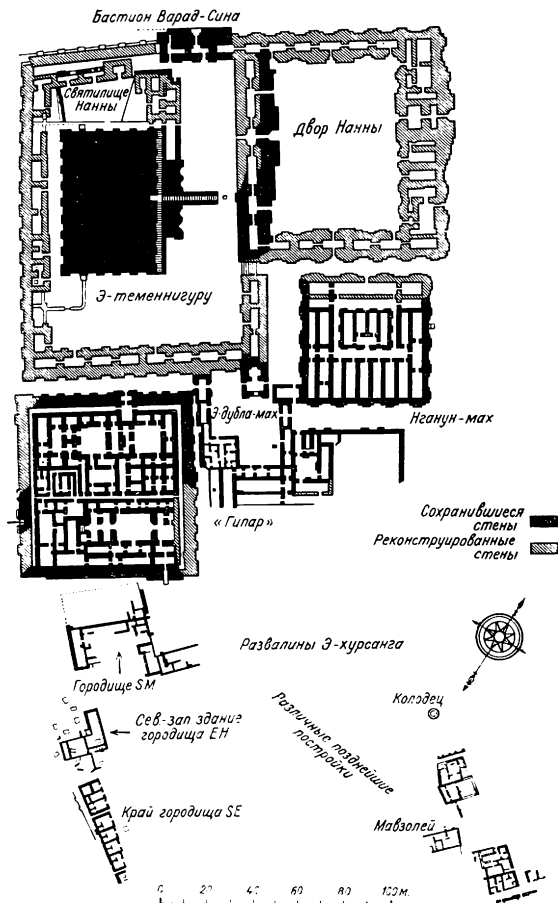 Бастион Варад-Сина
Святилище
Нанны
Двор Нанны
Э-теменнигуру
Э-дубла-мах
Нганун-мах
«Гипар»
Сохранившиеся
стены
Реконструированные
стены
Развалины Э-хурсанга
Городище SM
Колодец
Сев-зап здание
городища EH
Различные позднейшие
постройки
Край городища SE
Мавзолей
0 20 40 60 80 100 м.